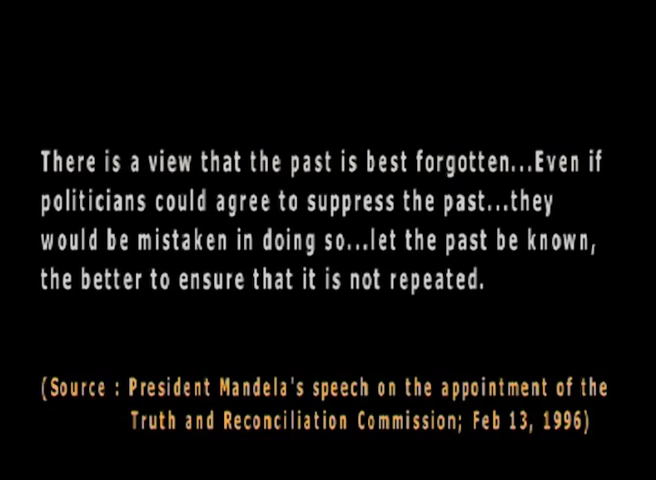 There is a view that the past is best forgotten...Even if
politicians could agree to suppress the past...they
would be mistaken in doing so...let the past be known,
the better to ensure that it is not repeated.
(Source : President Mandela's speech on the appointment of the
Truth and Reconciliation Commission; Feb 13, 1996)